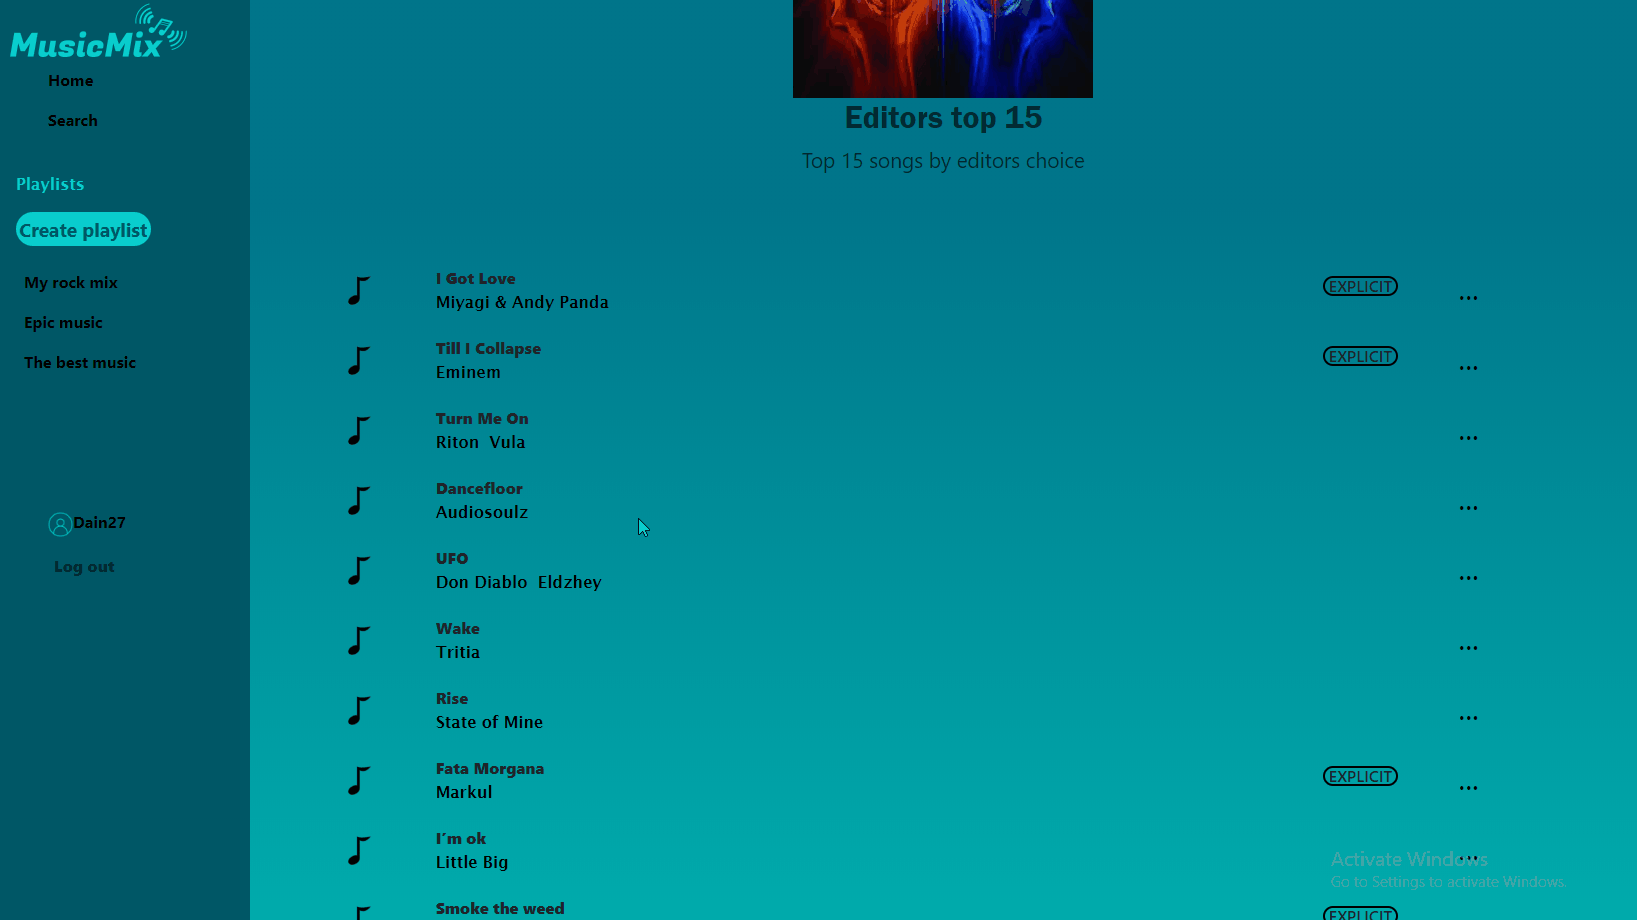 MusicMix
Home
Search
Playlists
Create playlist
My rock mix
Epic music
The best music
Dain27
Log out
Editors top 15
Top 15 songs by editors choice
I Got Love
Miyagi & Andy Panda
EXPLICIT
...
Till I Collapse
Eminem
EXPLICIT
...
Turn Me On
Riton  Vula
...
Dancefloor
Audiosoulz
...
UFO
Don Diablo  Eldzhey
...
Wake
Tritia
...
Rise
State of Mine
...
Fata Morgana
Markul
EXPLICIT
...
I'm ok
Little Big
...
Smoke the weed
EXPLICIT
Activate Windows
Go to Settings to activate Windows.